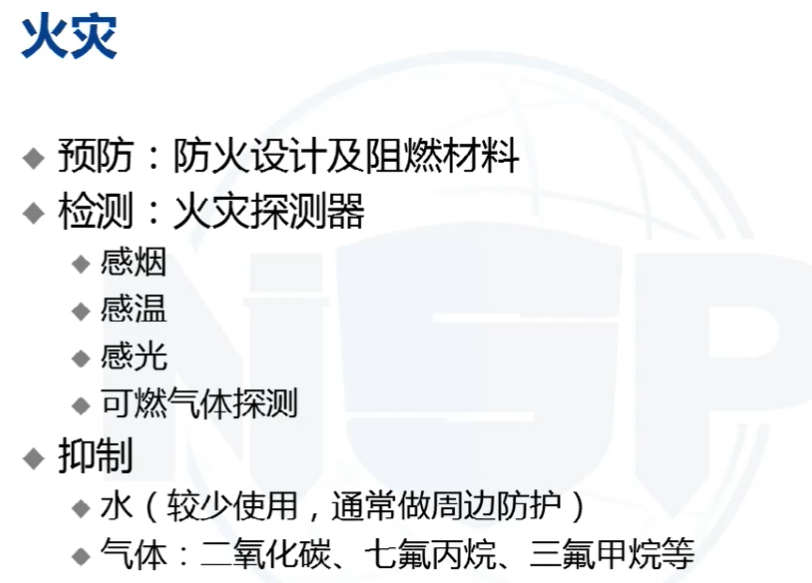 火灾
预防：防火设计及阻燃材料
检测：火灾探测器
感烟
感温
感光
可燃气体探测
抑制
水（较少使用，通常做周边防护）
气体：二氧化碳、七氟丙烷、三氟甲烷等
NISP